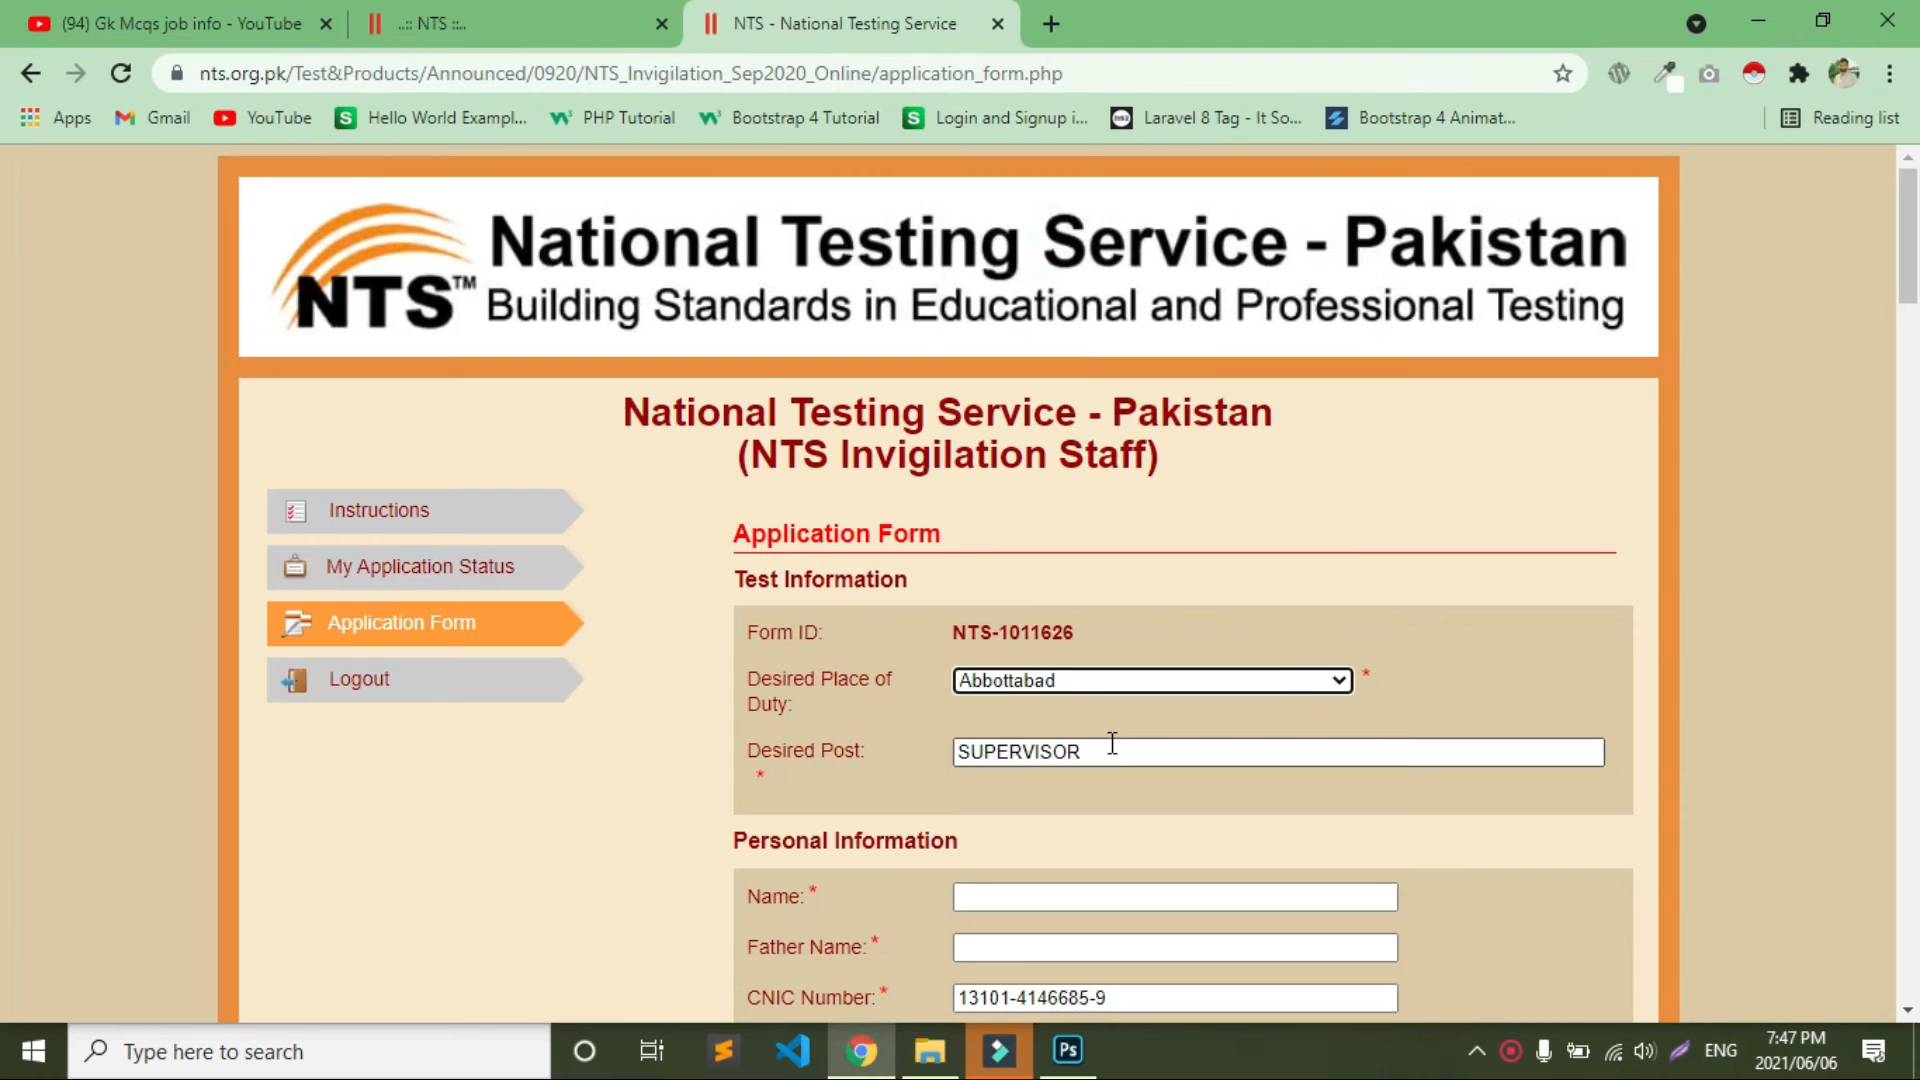 (94) Gk Mcqs job info - YouTube
..:: NTS ::..
NTS - National Testing Service
nts.org.pk/Test&Products/Announced/0920/NTS_Invigilation_Sep2020_Online/application_form.php
Apps
Gmail
YouTube
Hello World Exampl...
PHP Tutorial
Bootstrap 4 Tutorial
Login and Signup i...
Laravel 8 Tag - It So...
Bootstrap 4 Animat...
Reading list
NTS™
National Testing Service - Pakistan
Building Standards in Educational and Professional Testing
National Testing Service - Pakistan
(NTS Invigilation Staff)
Instructions
My Application Status
Application Form
Logout
Application Form
Test Information
Form ID: NTS-1011626
Desired Place of Duty: Abbottabad *
Desired Post: * SUPERVISOR
Personal Information
Name: *
Father Name: *
CNIC Number: * 13101-4146685-9
Type here to search
Ps
ENG
7:47 PM
2021/06/06